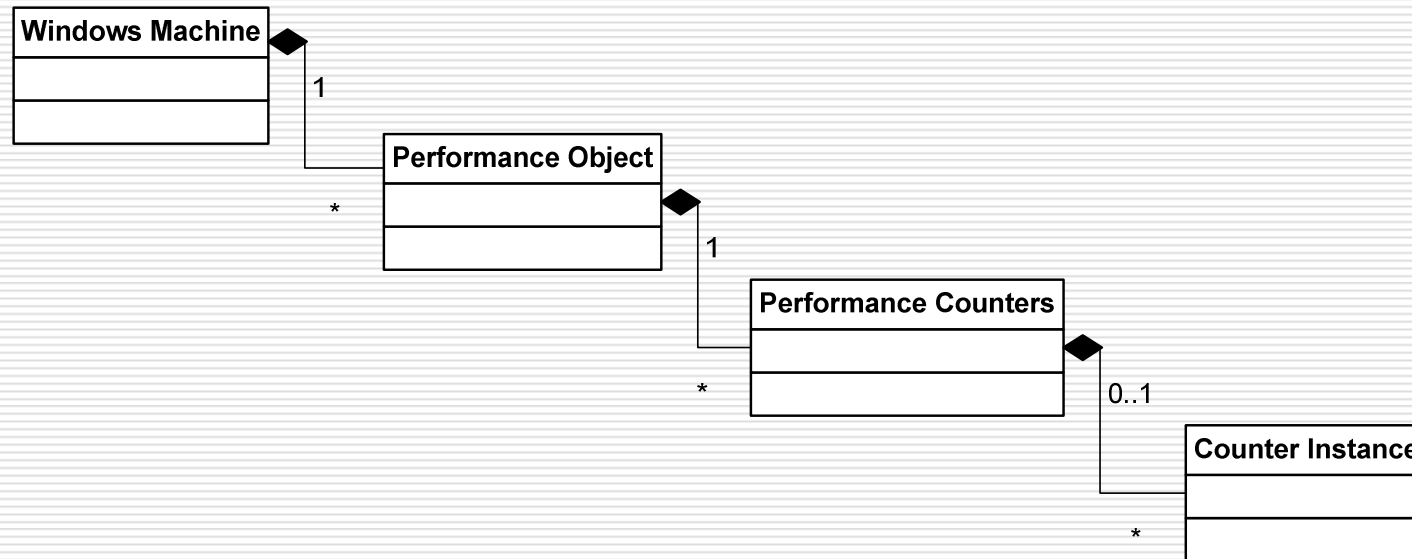 Windows Machine
1
Performance Object
*
1
Performance Counters
*
0..1
Counter Instance
*